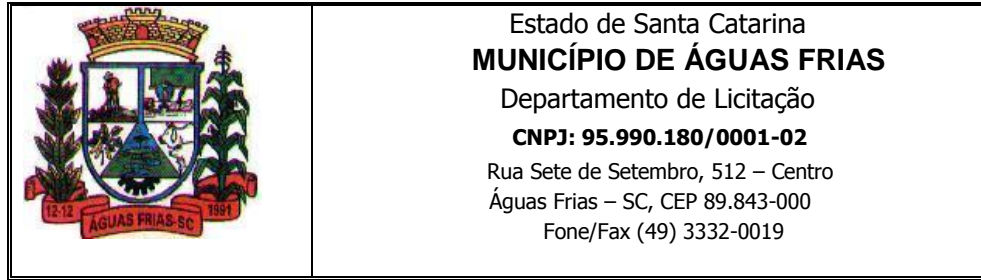 Estado de Santa Catarina
MUNICÍPIO DE ÁGUAS FRIAS
Departamento de Licitação
CNPJ: 95.990.180/0001-02
Rua Sete de Setembro, 512 – Centro
Águas Frias – SC, CEP 89.843-000
Fone/Fax (49) 3332-0019
12-12
ÁGUAS FRIAS-SC
1991